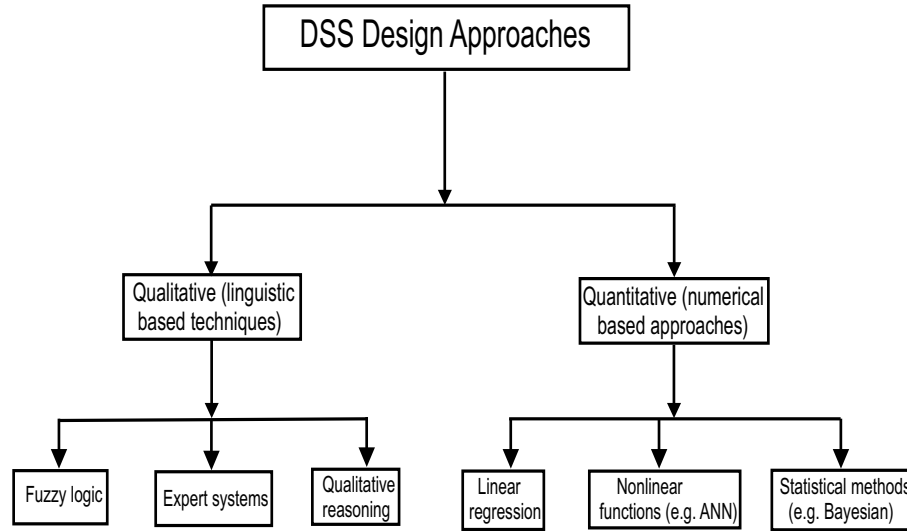 DSS Design Approaches
Qualitative (linguistic
based techniques)
Quantitative (numerical
based approaches)
Fuzzy logic
Expert systems
Qualitative
reasoning
Linear
regression
Nonlinear
functions (e.g. ANN)
Statistical methods
(e.g. Bayesian)